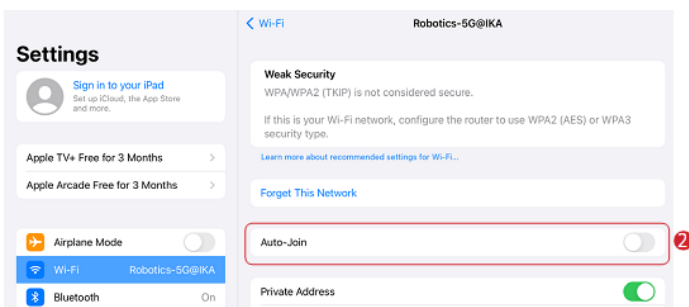 Wi-Fi
Robotics-5G@IKA
Settings
Sign in to your iPad
Set up iCloud, the App Store
and more.
Apple TV+ Free for 3 Months
Apple Arcade Free for 3 Months
Airplane Mode
Wi-Fi Robotics-5G@IKA
Bluetooth On
Weak Security
WPA/WPA2 (TKIP) is not considered secure.
If this is your Wi-Fi network, configure the router to use WPA2 (AES) or WPA3
security type.
Learn more about recommended settings for Wi-Fi...
Forget This Network
Auto-Join
2
Private Address